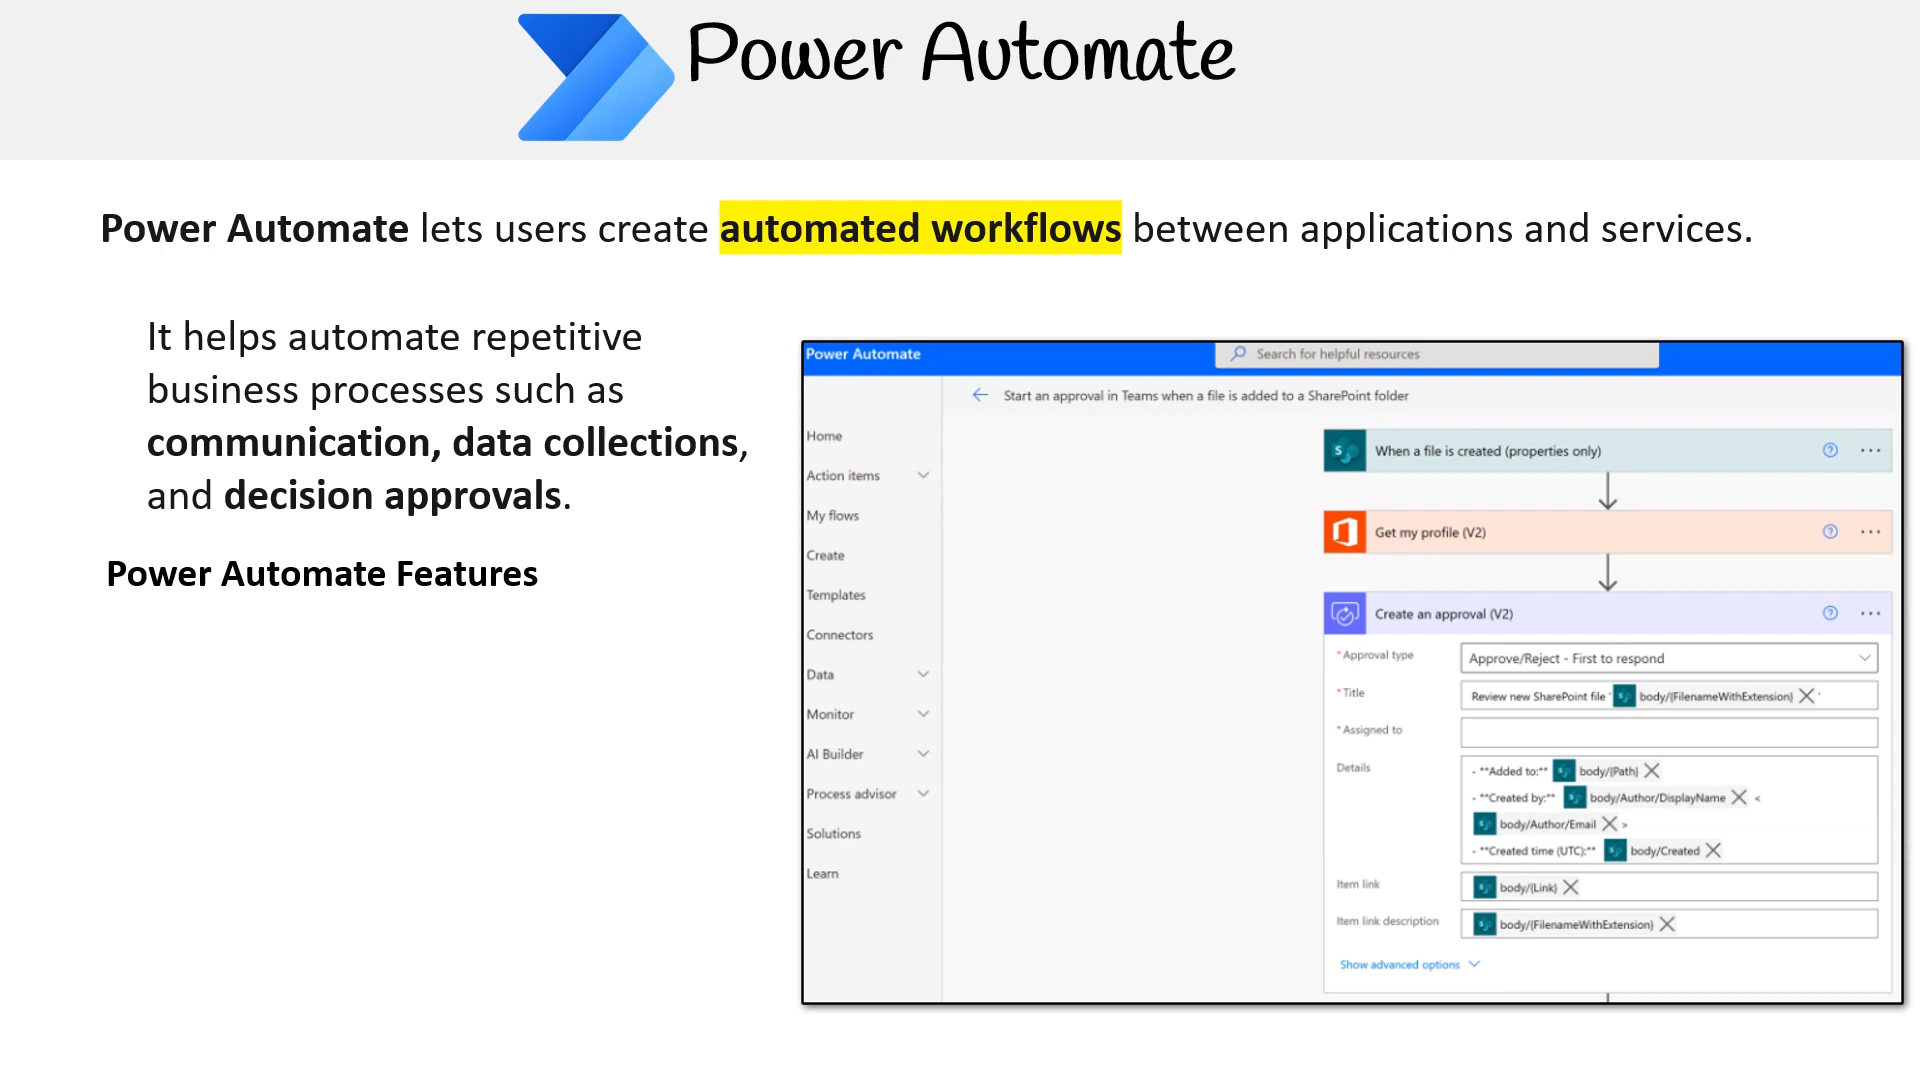 Power Automate
Power Automate lets users create automated workflows between applications and services.
It helps automate repetitive
business processes such as
communication, data collections,
and decision approvals.
Power Automate Features
Power Automate
Search for helpful resources
Start an approval in Teams when a file is added to a SharePoint folder
Home
Action items
My flows
Create
Templates
Connectors
Data
Monitor
AI Builder
Process advisor
Solutions
Learn
When a file is created (properties only)
Get my profile (V2)
Create an approval (V2)
*Approval type
Approve/Reject - First to respond
*Title
Review new SharePoint file ' body/{FilenameWithExtension} '
*Assigned to
Details
- **Added to:** body/{Path}
- **Created by:** body/Author/DisplayName <
body/Author/Email >
- **Created time (UTC):** body/Created
Item link
body/{Link}
Item link description
body/{FilenameWithExtension}
Show advanced options